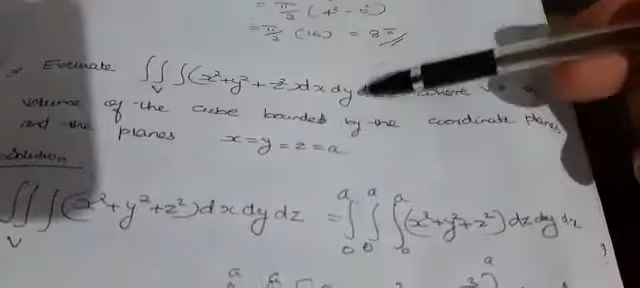 = π/2 (4² - 0)
= π/2 (16) = 8π
Evaluate ∫∫∫ (x²+y²+z²) dx dy where
V
volume of the cube bounded by the coordinate planes
and the planes x=y=z=a
Solution
∫∫∫ (x²+y²+z²) dx dy dz = ∫₀ᵃ ∫₀ᵃ ∫₀ᵃ (x²+y²+z²) dz dy dx
V
a a a